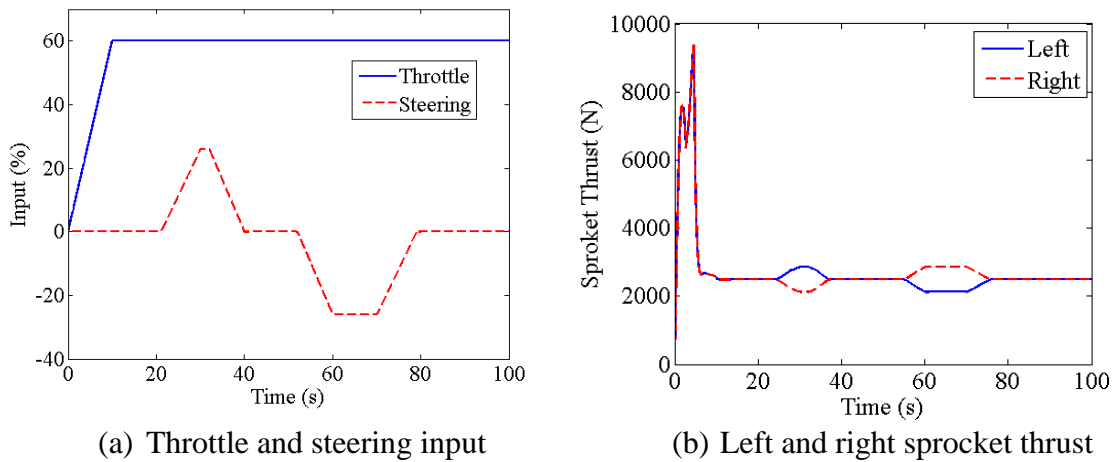 60
40
20
0
-20
-40
Input (%)
0 20 40 60 80 100
Time (s)
Throttle
Steering
(a) Throttle and steering input
10000
8000
6000
4000
2000
0
Sproket Thrust (N)
0 20 40 60 80 100
Time (s)
Left
Right
(b) Left and right sprocket thrust